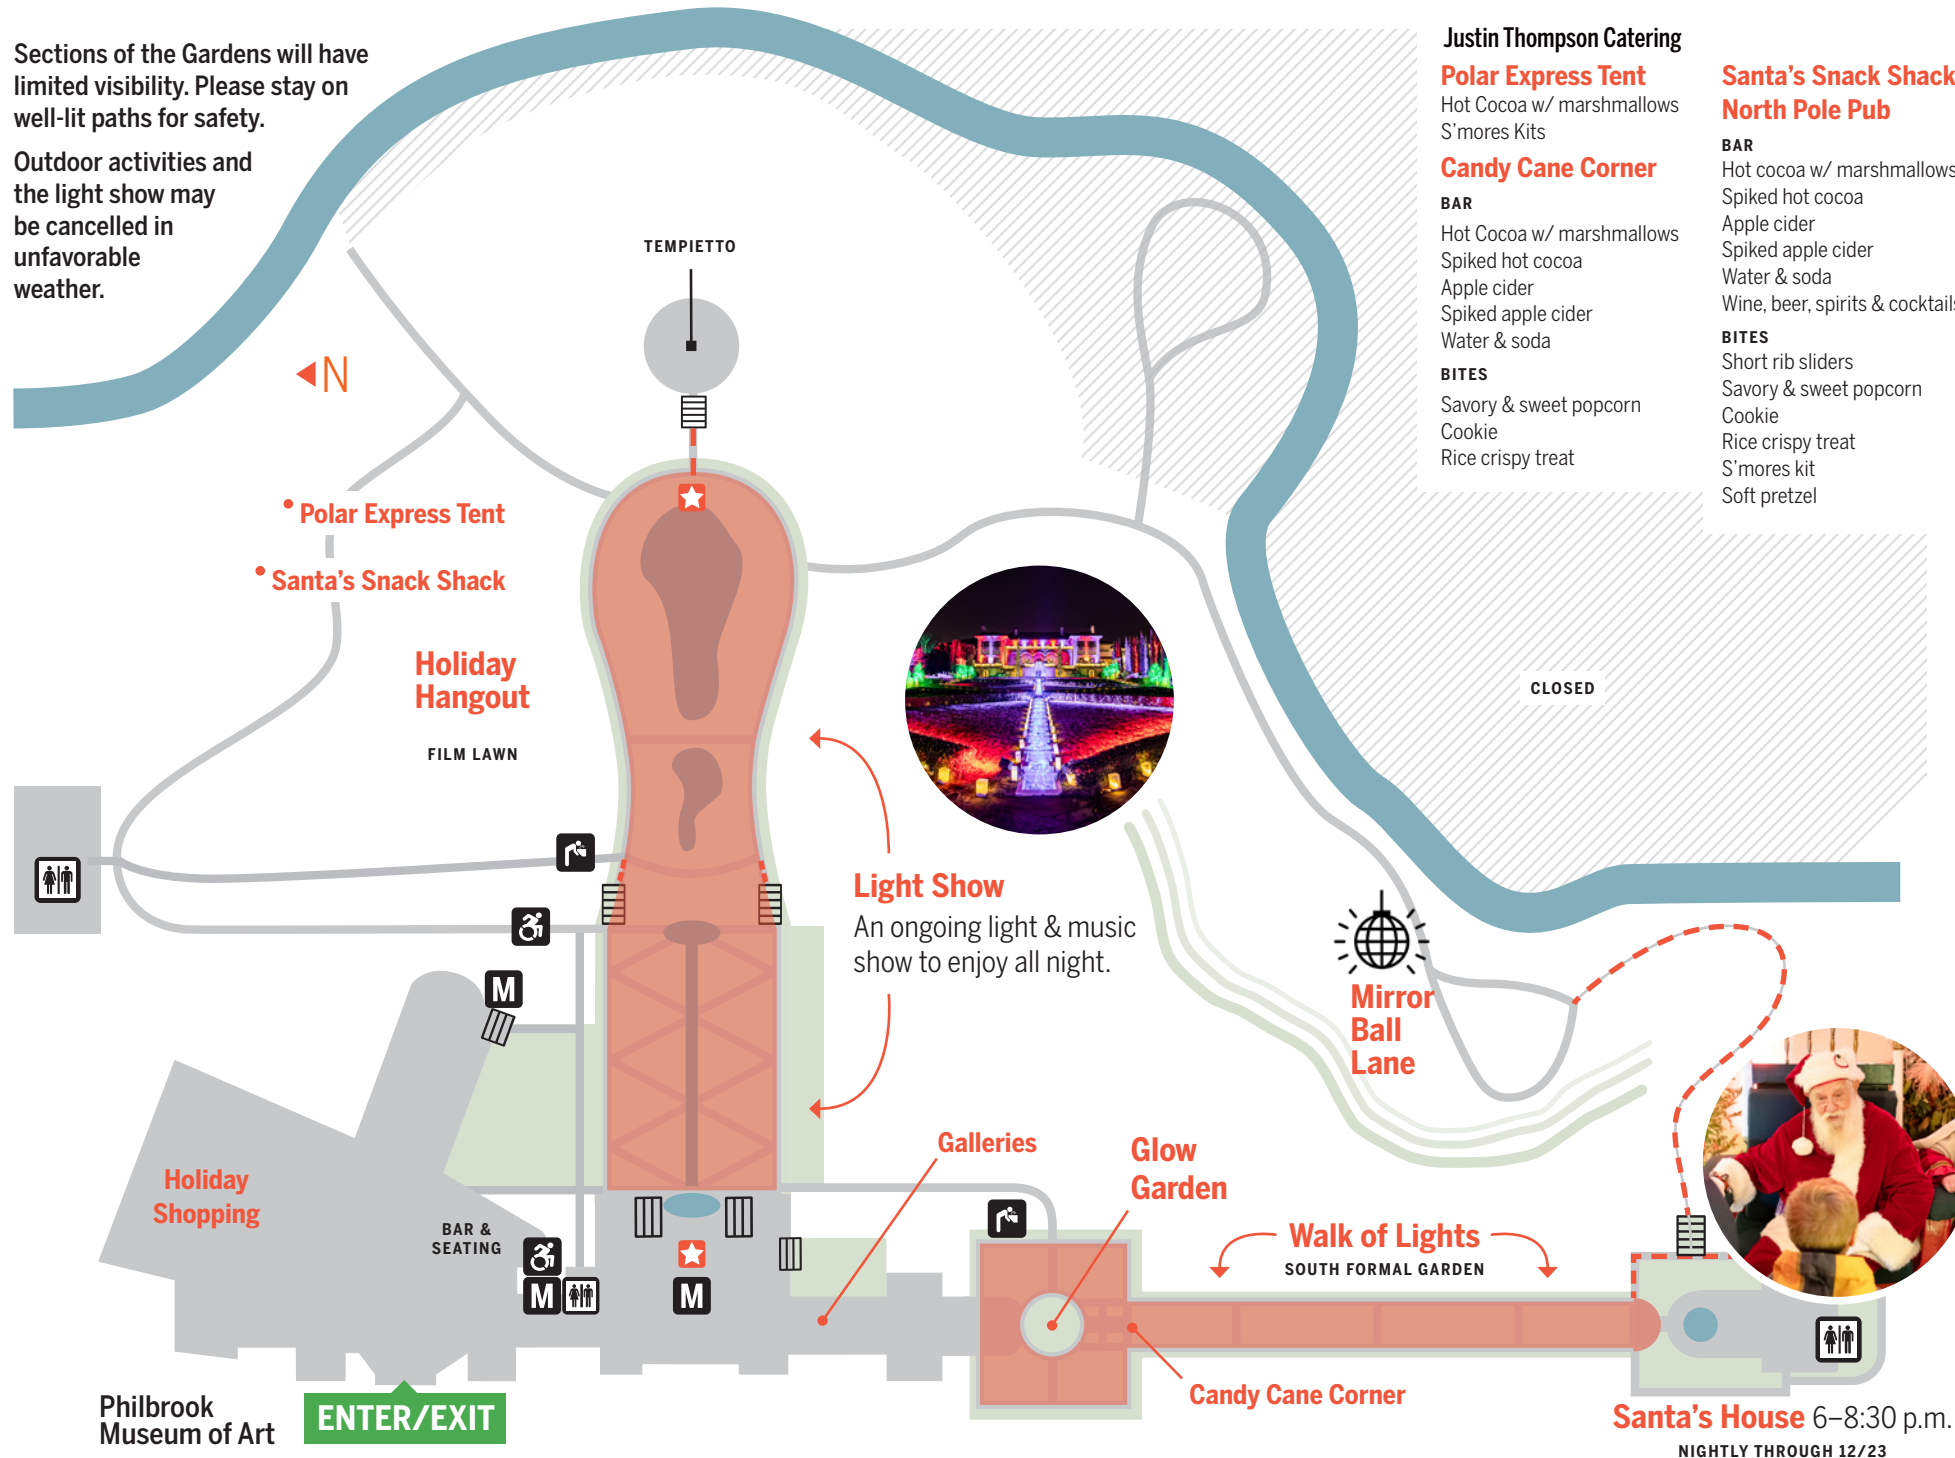 Sections of the Gardens will have
limited visibility. Please stay on
well-lit paths for safety.
Outdoor activities and
the light show may
be cancelled in
unfavorable
weather.
Justin Thompson Catering
Polar Express Tent
Hot Cocoa w/ marshmallows
S'mores Kits
Candy Cane Corner
BAR
Hot Cocoa w/ marshmallows
Spiked hot cocoa
Apple cider
Spiked apple cider
Water & soda
BITES
Savory & sweet popcorn
Cookie
Rice crispy treat
Santa's Snack Shack
North Pole Pub
BAR
Hot cocoa w/ marshmallows
Spiked hot cocoa
Apple cider
Spiked apple cider
Water & soda
Wine, beer, spirits & cocktails
BITES
Short rib sliders
Savory & sweet popcorn
Cookie
Rice crispy treat
S'mores kit
Soft pretzel
TEMPIETTO
N
Polar Express Tent
Santa's Snack Shack
Holiday
Hangout
FILM LAWN
CLOSED
Light Show
An ongoing light & music
show to enjoy all night.
M
Mirror
Ball
Lane
Galleries
Glow
Garden
Holiday
Shopping
BAR &
SEATING
Walk of Lights
SOUTH FORMAL GARDEN
M
M
Candy Cane Corner
Philbrook
Museum of Art
ENTER/EXIT
Santa's House 6–8:30 p.m.
NIGHTLY THROUGH 12/23